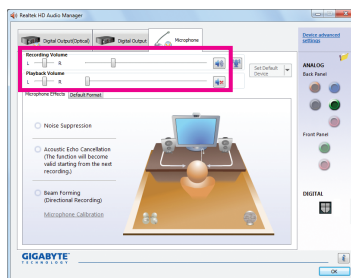 Realtek HD Audio Manager
Digital Output(Optical)
Digital Output
Microphone
Device advanced
settings
Recording Volume
L
R
Set Default
Device
Playback Volume
L
R
ANALOG
Back Panel
Microphone Effects
Default Format
Noise Suppression
Acoustic Echo Cancellation
(The function will become
valid starting from the next
recording.)
Beam Forming
(Directional Recording)
Microphone Calibration
Front Panel
DIGITAL
GIGABYTE
TECHNOLOGY
OK